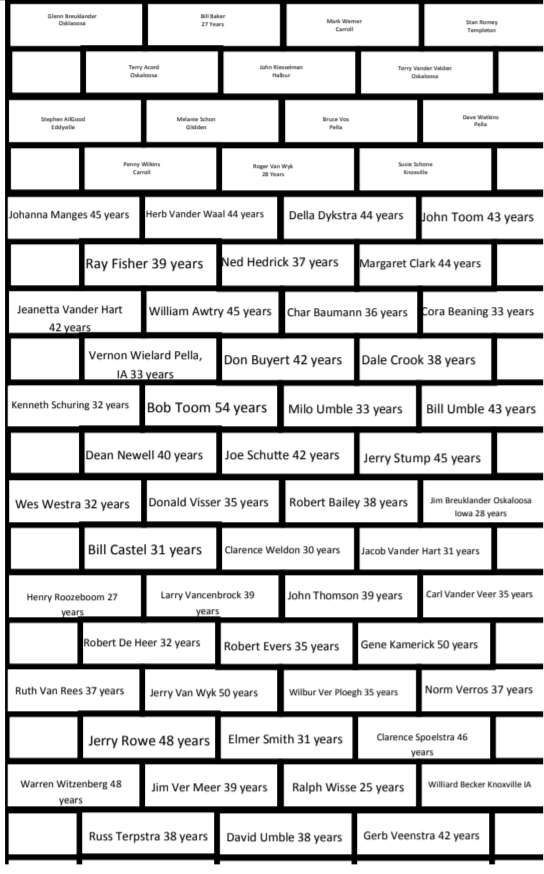 Glenn Breuklander
Osklaoosa
Bill Baker
27 Years
Mark Werner
Carroll
Stan Romey
Templeton
Terry Acord
Oskaloosa
John Riesselman
Halbur
Terry Vander Velden
Oskaloosa
Stephen AllGood
Eddyville
Melanie Schon
Glidden
Bruce Vos
Pella
Dave Watkins
Pella
Penny Wilkins
Carroll
Roger Van Wyk
28 Years
Susie Schone
Knoxville
Johanna Manges 45 years
Herb Vander Waal 44 years
Della Dykstra 44 years
John Toom 43 years
Ray Fisher 39 years
Ned Hedrick 37 years
Margaret Clark 44 years
Jeanetta Vander Hart
42 years
William Awtry 45 years
Char Baumann 36 years
Cora Beaning 33 years
Vernon Wielard Pella,
IA 33 years
Don Buyert 42 years
Dale Crook 38 years
Kenneth Schuring 32 years
Bob Toom 54 years
Milo Umble 33 years
Bill Umble 43 years
Dean Newell 40 years
Joe Schutte 42 years
Jerry Stump 45 years
Wes Westra 32 years
Donald Visser 35 years
Robert Bailey 38 years
Jim Breuklander Oskaloosa
Iowa 28 years
Bill Castel 31 years
Clarence Weldon 30 years
Jacob Vander Hart 31 years
Henry Roozeboom 27
years
Larry Vancenbrock 39
years
John Thomson 39 years
Carl Vander Veer 35 years
Robert De Heer 32 years
Robert Evers 35 years
Gene Kamerick 50 years
Ruth Van Rees 37 years
Jerry Van Wyk 50 years
Wilbur Ver Ploegh 35 years
Norm Verros 37 years
Jerry Rowe 48 years
Elmer Smith 31 years
Clarence Spoelstra 46
years
Warren Witzenberg 48
years
Jim Ver Meer 39 years
Ralph Wisse 25 years
Williard Becker Knoxville IA
Russ Terpstra 38 years
David Umble 38 years
Gerb Veenstra 42 years